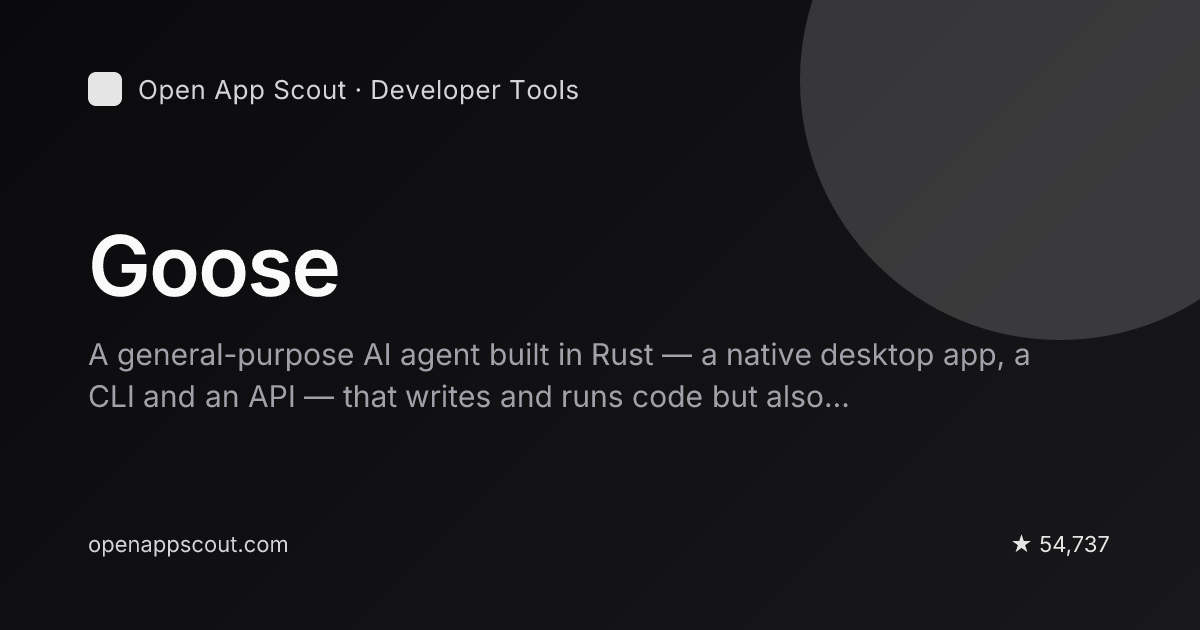 Open App Scout · Developer Tools
Goose
A general-purpose AI agent built in Rust — a native desktop app, a
CLI and an API — that writes and runs code but also…
openappscout.com
★ 54,737